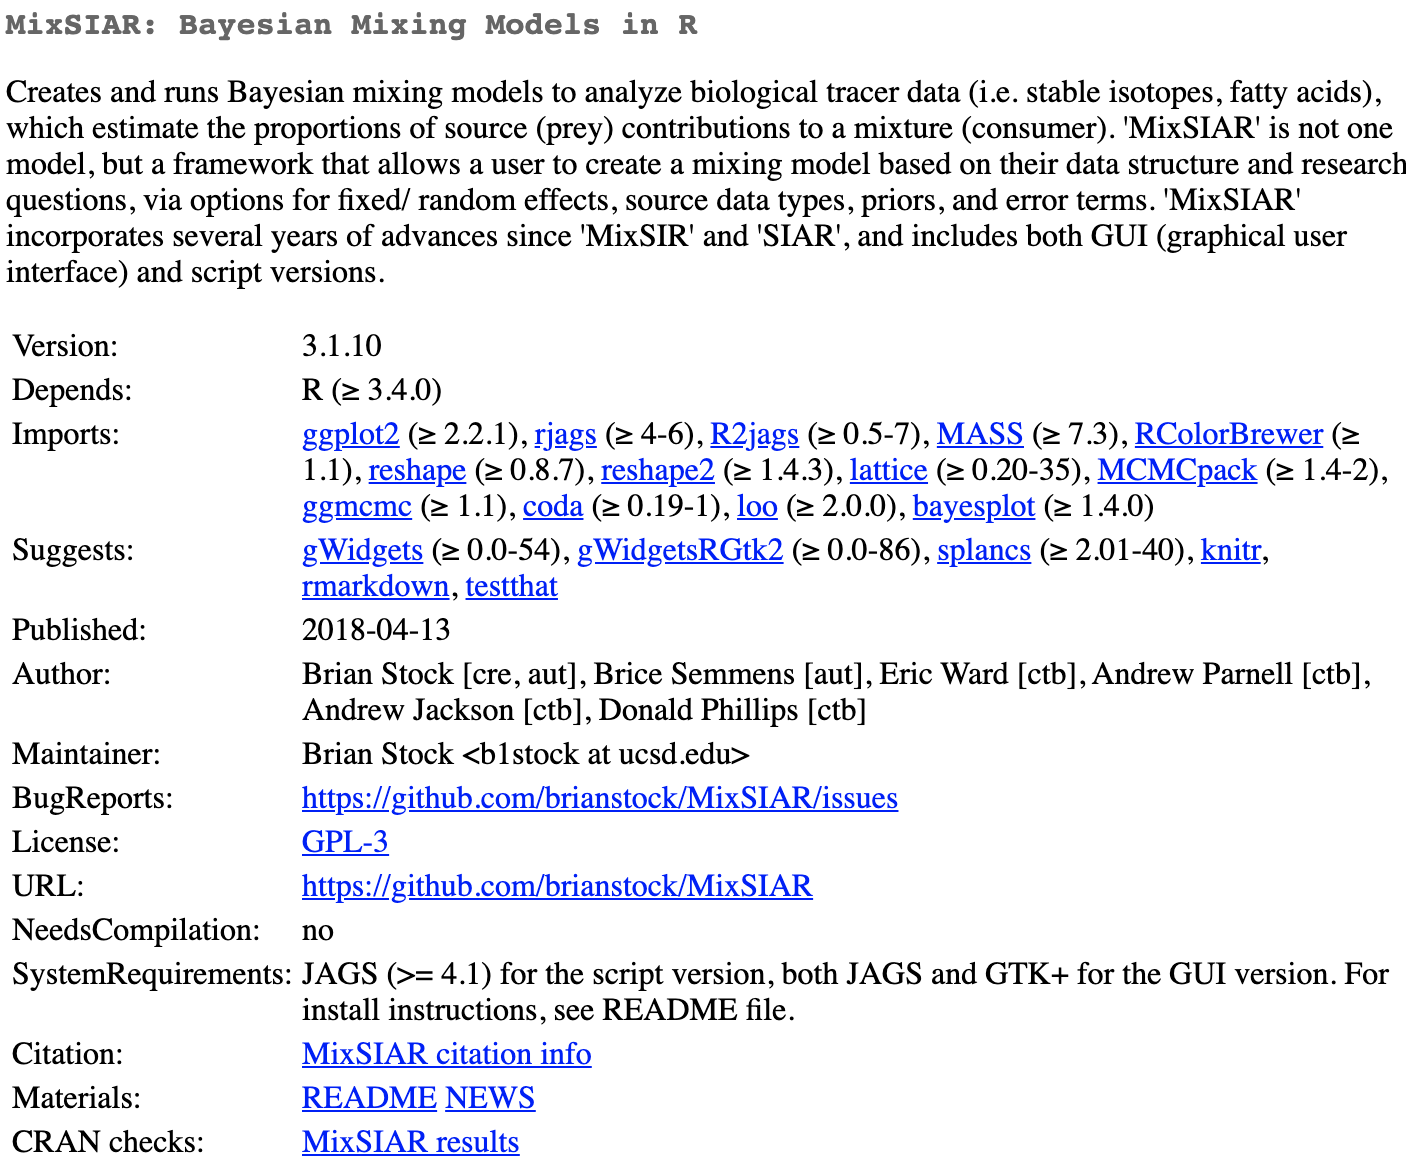 MixSIAR: Bayesian Mixing Models in R
Creates and runs Bayesian mixing models to analyze biological tracer data (i.e. stable isotopes, fatty acids),
which estimate the proportions of source (prey) contributions to a mixture (consumer). 'MixSIAR' is not one
model, but a framework that allows a user to create a mixing model based on their data structure and research
questions, via options for fixed/ random effects, source data types, priors, and error terms. 'MixSIAR'
incorporates several years of advances since 'MixSIR' and 'SIAR', and includes both GUI (graphical user
interface) and script versions.
Version: 3.1.10
Depends: R (≥ 3.4.0)
Imports: ggplot2 (≥ 2.2.1), rjags (≥ 4-6), R2jags (≥ 0.5-7), MASS (≥ 7.3), RColorBrewer (≥
1.1), reshape (≥ 0.8.7), reshape2 (≥ 1.4.3), lattice (≥ 0.20-35), MCMCpack (≥ 1.4-2),
ggmcmc (≥ 1.1), coda (≥ 0.19-1), loo (≥ 2.0.0), bayesplot (≥ 1.4.0)
Suggests: gWidgets (≥ 0.0-54), gWidgetsRGtk2 (≥ 0.0-86), splancs (≥ 2.01-40), knitr,
rmarkdown, testthat
Published: 2018-04-13
Author: Brian Stock [cre, aut], Brice Semmens [aut], Eric Ward [ctb], Andrew Parnell [ctb],
Andrew Jackson [ctb], Donald Phillips [ctb]
Maintainer: Brian Stock <b1stock at ucsd.edu>
BugReports: https://github.com/brianstock/MixSIAR/issues
License: GPL-3
URL: https://github.com/brianstock/MixSIAR
NeedsCompilation: no
SystemRequirements: JAGS (>= 4.1) for the script version, both JAGS and GTK+ for the GUI version. For
install instructions, see README file.
Citation: MixSIAR citation info
Materials: README NEWS
CRAN checks: MixSIAR results